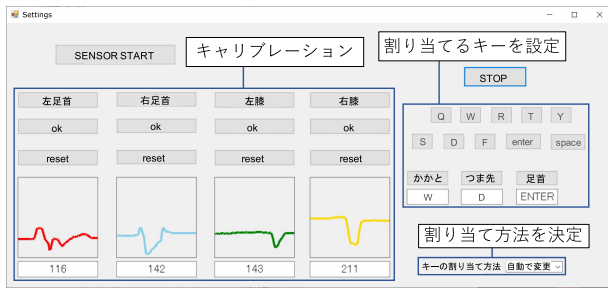 Settings
SENSOR START
キャリブレーション
割り当てるキーを設定
STOP
左足首 右足首 左膝 右膝
ok ok ok ok
reset reset reset reset
116 142 143 211
Q W R T Y
S D F enter space
かかと つま先 足首
W D ENTER
割り当て方法を決定
キーの割り当て方法 自動で変更